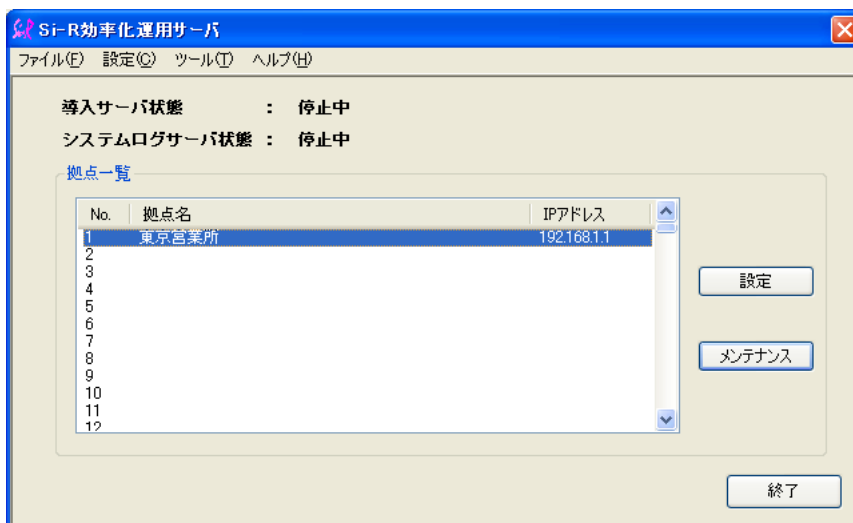 Si-R効率化運用サーバ
ファイル(F) 設定(C) ツール(T) ヘルプ(H)
導入サーバ状態 : 停止中
システムログサーバ状態 : 停止中
拠点一覧
No. 拠点名 IPアドレス
1 東京営業所 192.168.1.1
2
3
4
5
6
7
8
9
10
11
12
設定
メンテナンス
終了